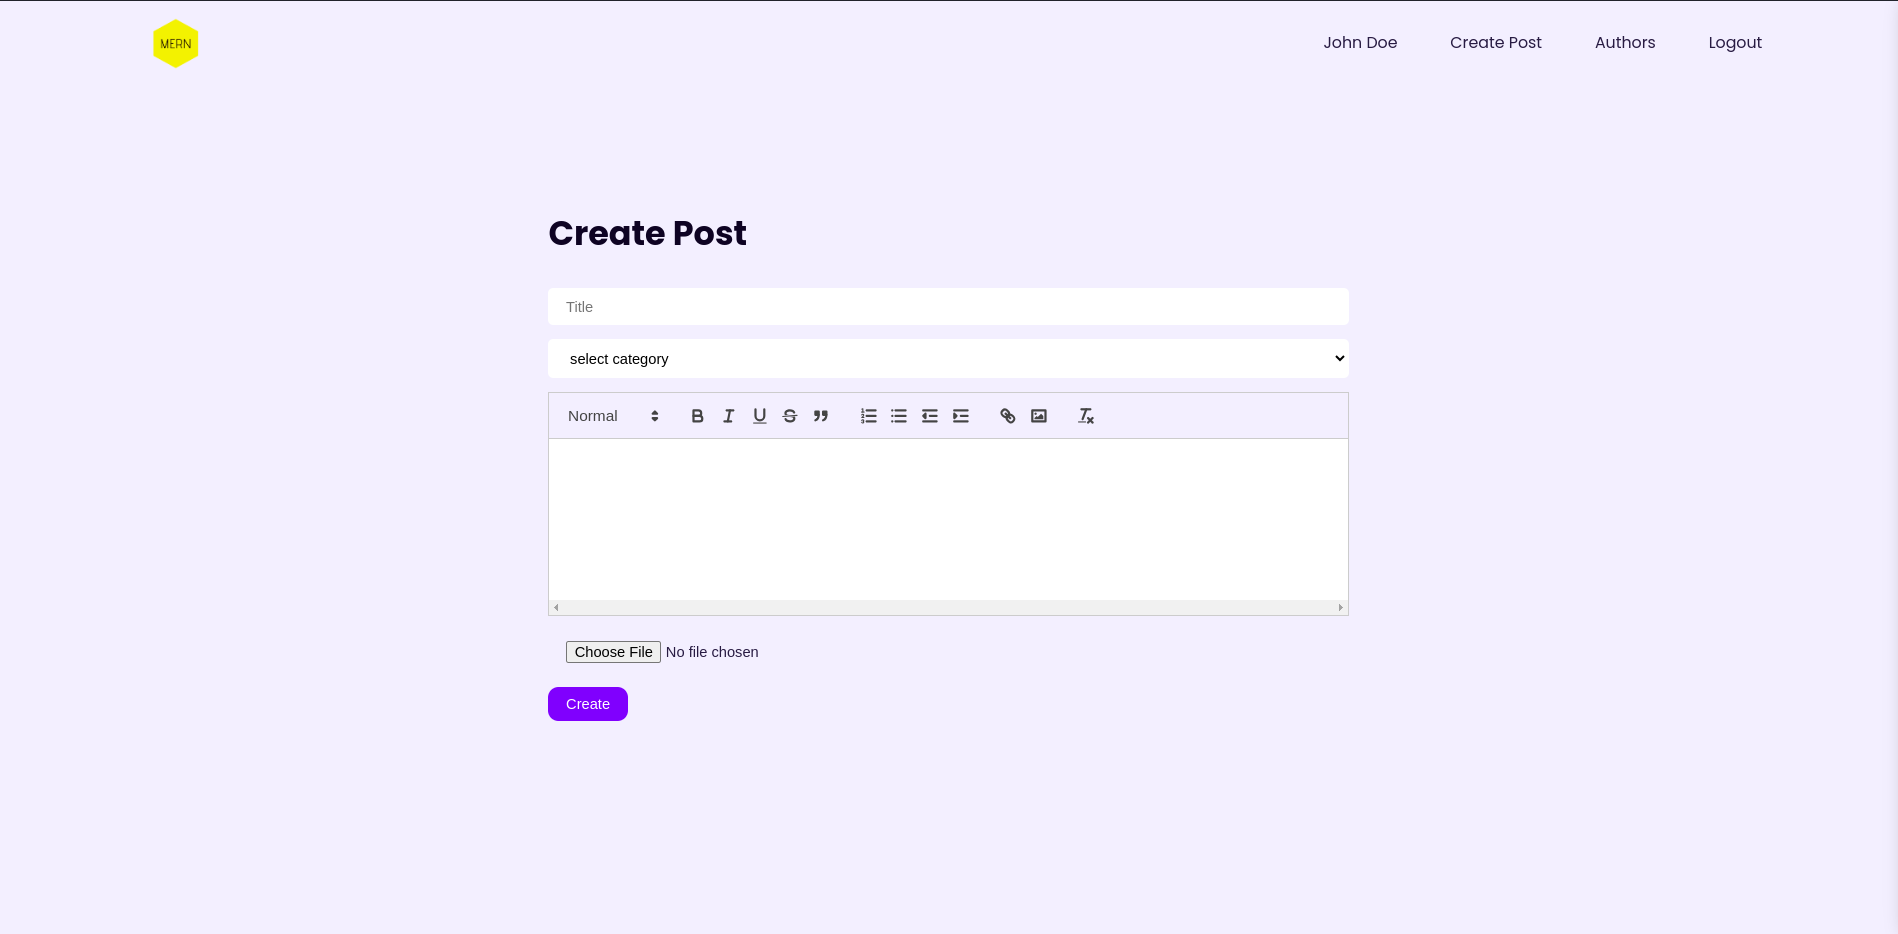 MERN
John Doe
Create Post
Authors
Logout
Create Post
Title
select category
Normal
Choose File No file chosen
Create